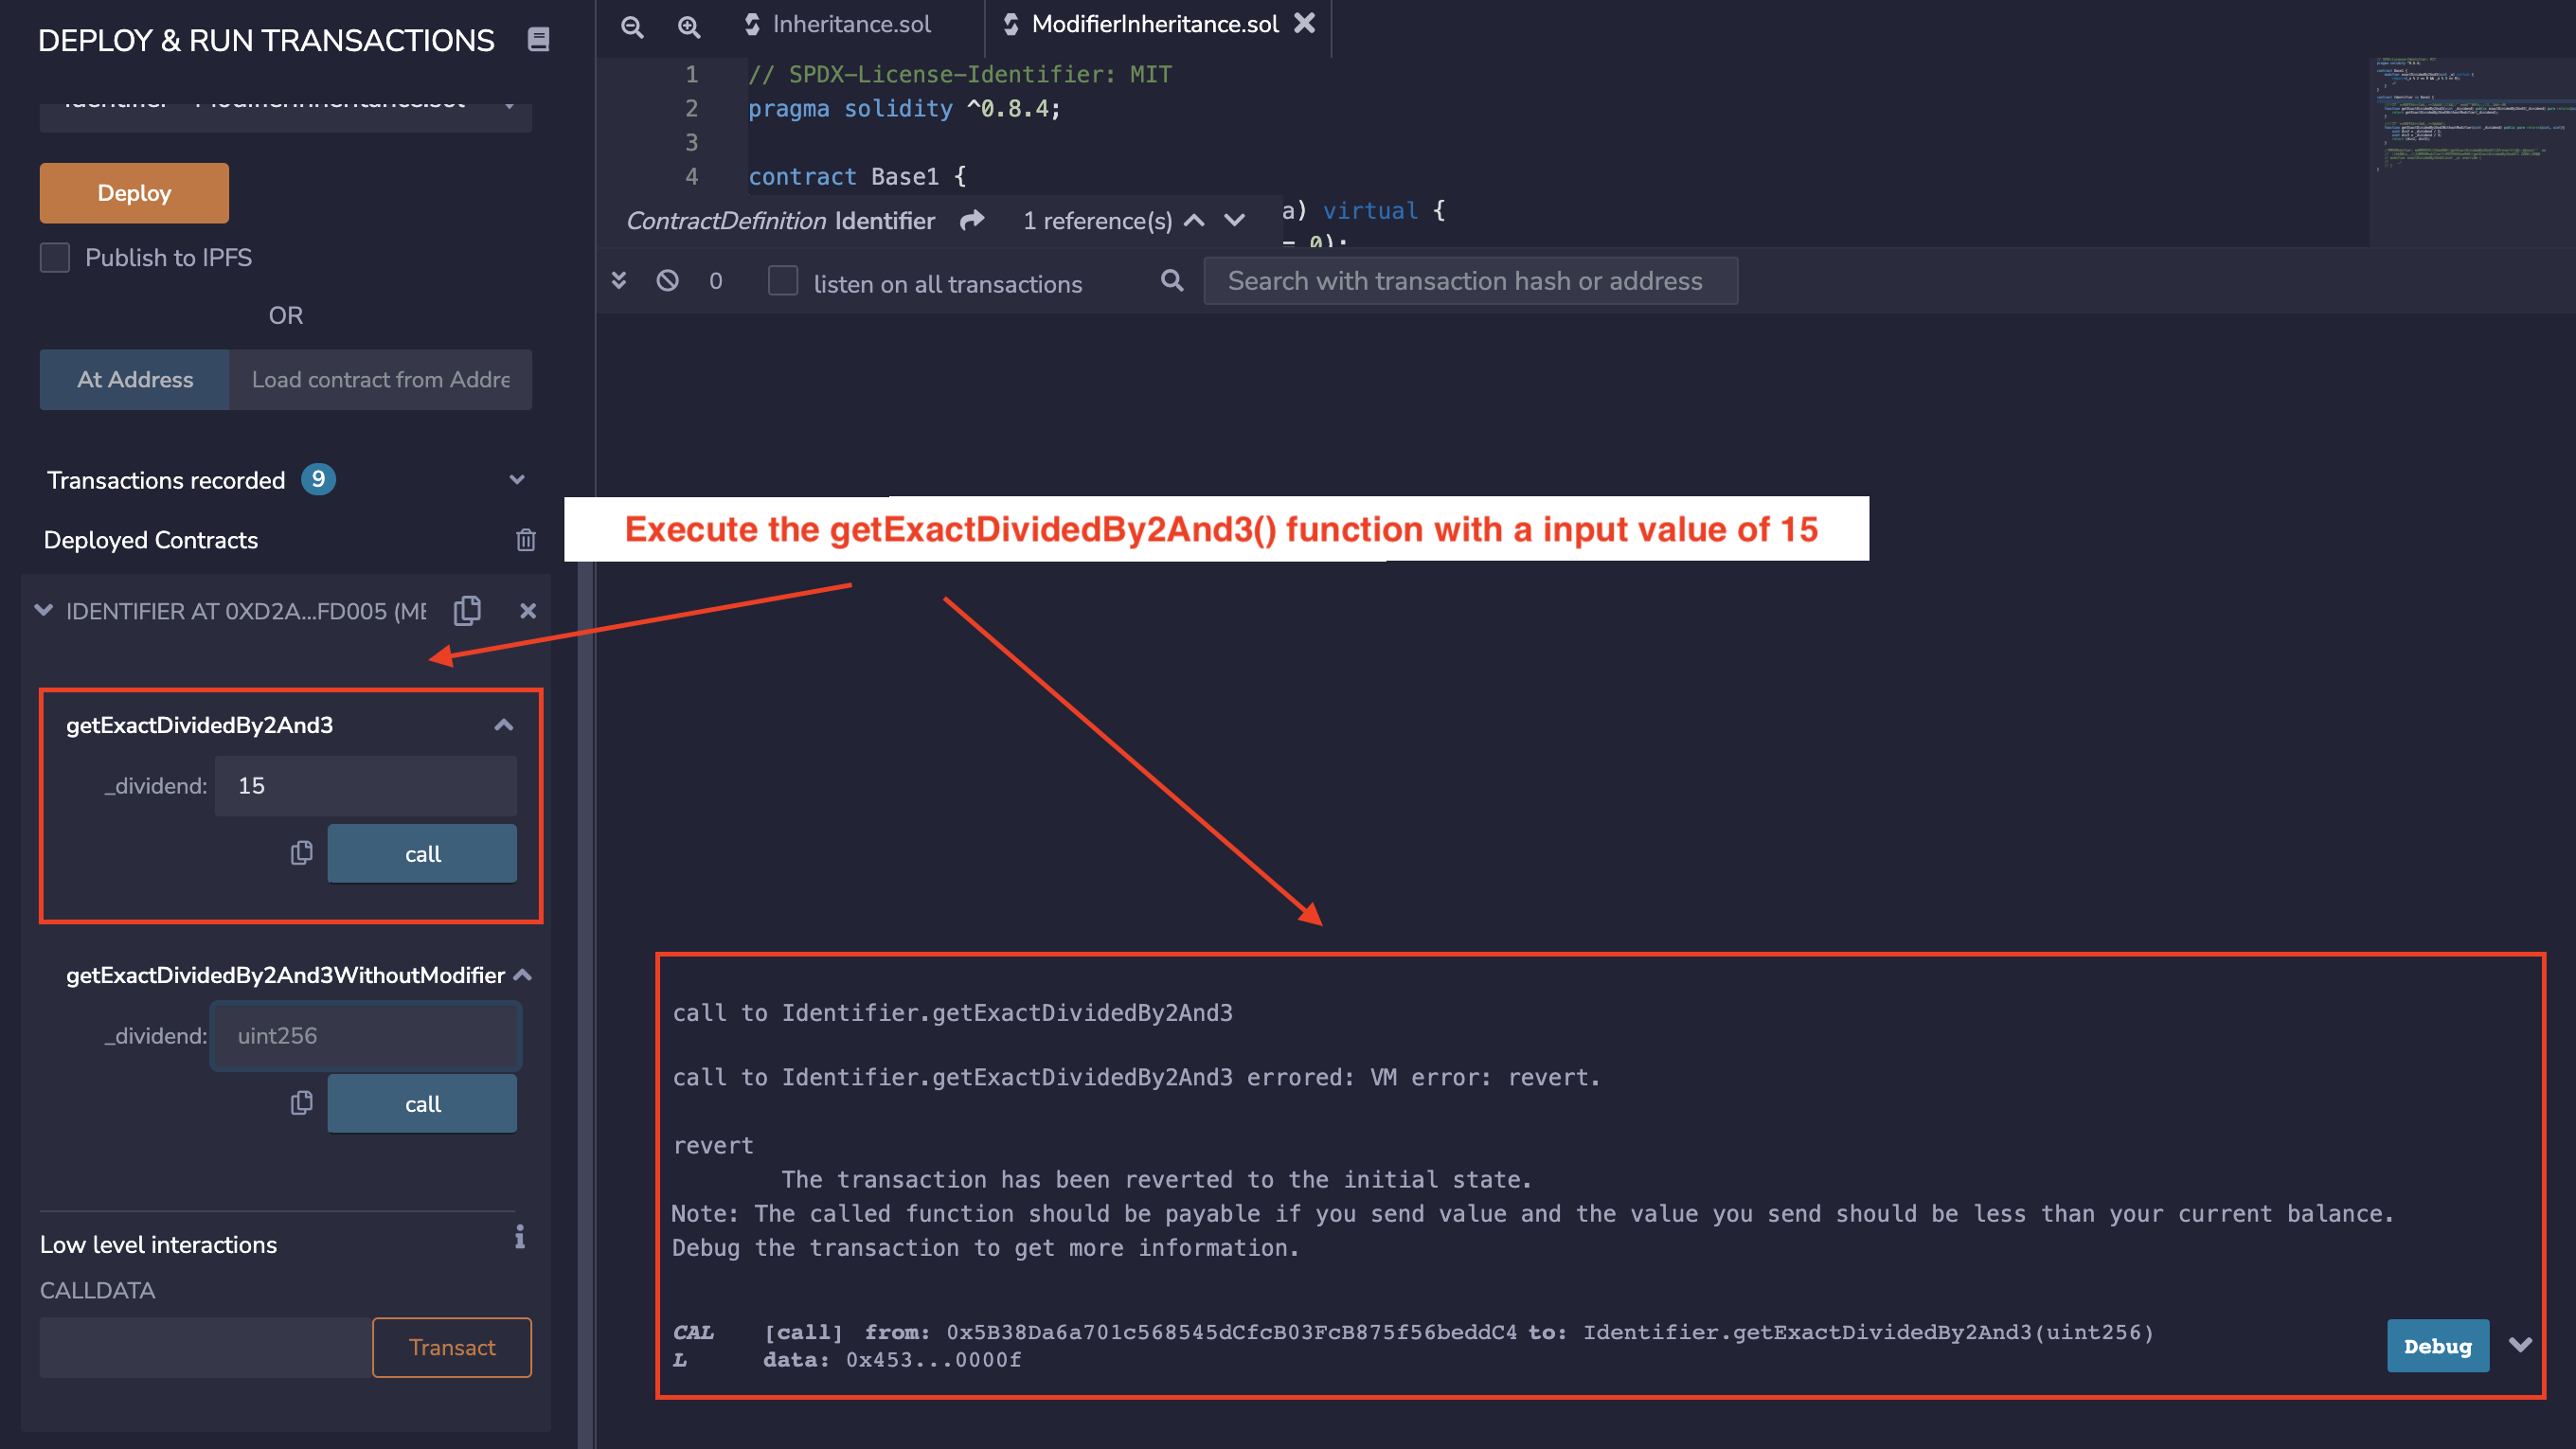 DEPLOY & RUN TRANSACTIONS
Identifier - ModifierInheritance.sol
Deploy
Publish to IPFS
OR
At Address
Load contract from Addre
Transactions recorded 9
Deployed Contracts
IDENTIFIER AT 0XD2A...FD005 (ME
getExactDividedBy2And3
_dividend: 15
call
getExactDividedBy2And3WithoutModifier
_dividend: uint256
call
Low level interactions
CALLDATA
Transact
Inheritance.sol
ModifierInheritance.sol
1 // SPDX-License-Identifier: MIT
2 pragma solidity ^0.8.4;
3
4 contract Base1 {
a) virtual {
ContractDefinition Identifier 1 reference(s)
0);
0 listen on all transactions
Search with transaction hash or address
Execute the getExactDividedBy2And3() function with a input value of 15
call to Identifier.getExactDividedBy2And3
call to Identifier.getExactDividedBy2And3 errored: VM error: revert.
revert
The transaction has been reverted to the initial state.
Note: The called function should be payable if you send value and the value you send should be less than your current balance.
Debug the transaction to get more information.
CAL [call] from: 0x5B38Da6a701c568545dCfcB03FcB875f56beddC4 to: Identifier.getExactDividedBy2And3(uint256)
L data: 0x453...0000f
Debug